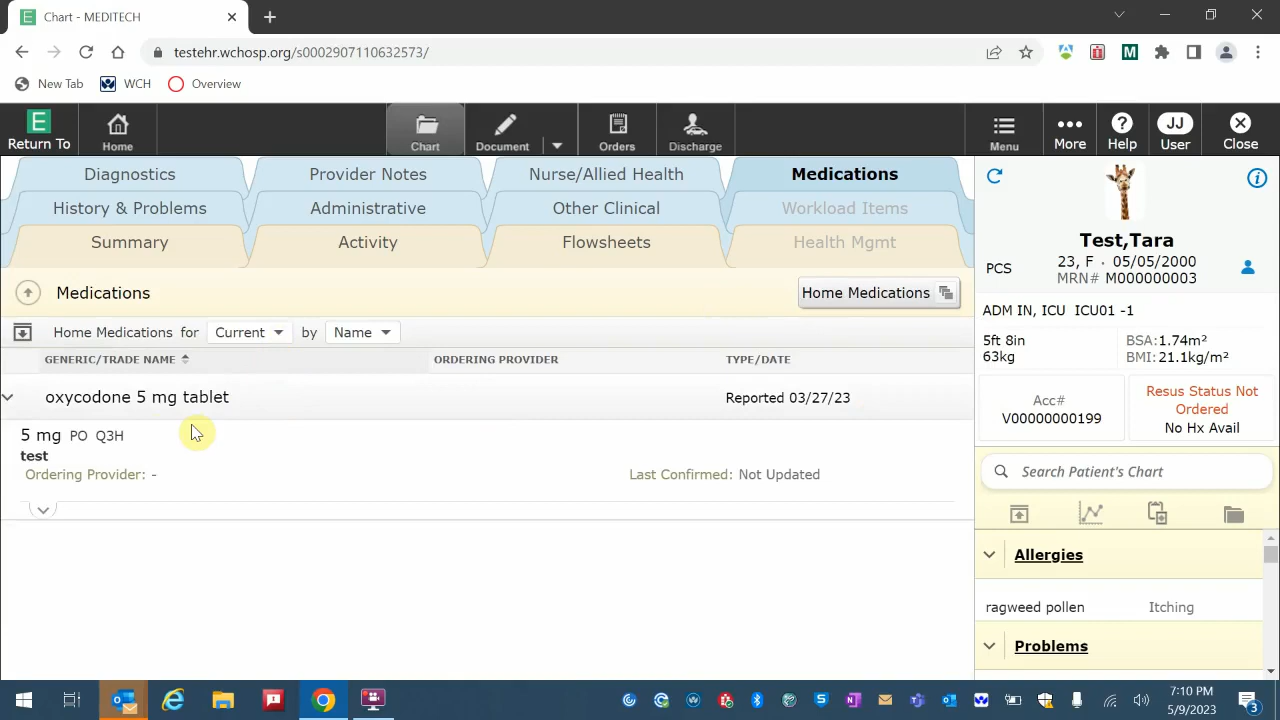 Chart - MEDITECH
testehr.wchosp.org/s0002907110632573/
New Tab WCH Overview
Return To Home Chart Document Orders Discharge Menu More Help JJ User Close
Diagnostics Provider Notes Nurse/Allied Health Medications
History & Problems Administrative Other Clinical Workload Items
Summary Activity Flowsheets Health Mgmt
Medications Home Medications
Home Medications for Current by Name
GENERIC/TRADE NAME ORDERING PROVIDER TYPE/DATE
oxycodone 5 mg tablet Reported 03/27/23
5 mg PO Q3H
test
Ordering Provider: - Last Confirmed: Not Updated
Test,Tara
PCS 23, F · 05/05/2000
MRN# M000000003
ADM IN, ICU ICU01 -1
5ft 8in BSA:1.74m²
63kg BMI:21.1kg/m²
Acc#
V00000000199
Resus Status Not
Ordered
No Hx Avail
Search Patient's Chart
Allergies
ragweed pollen Itching
Problems
7:10 PM
5/9/2023
3